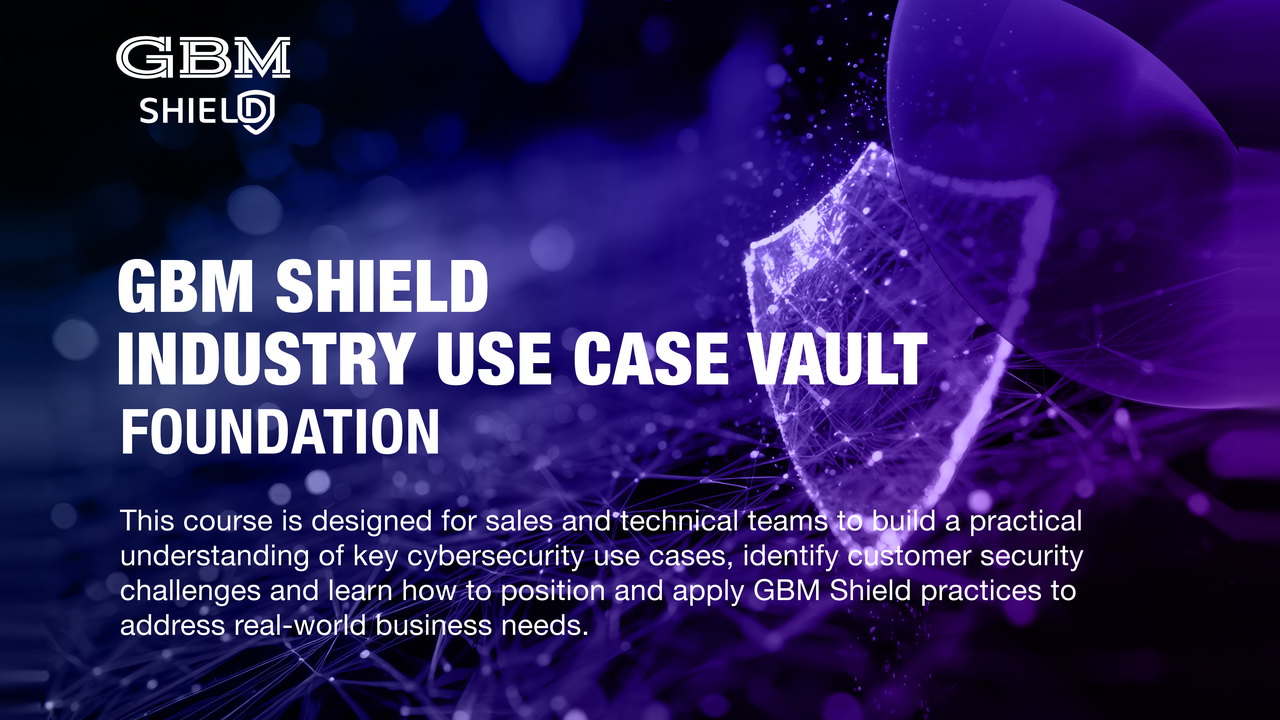 GBM
SHIELD
GBM SHIELD
INDUSTRY USE CASE VAULT
FOUNDATION
This course is designed for sales and technical teams to build a practical
understanding of key cybersecurity use cases, identify customer security
challenges and learn how to position and apply GBM Shield practices to
address real-world business needs.